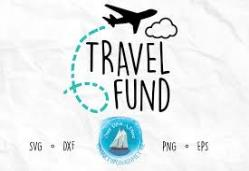 TRAVEL
FUND
SVG • DXF
PNG • EPS